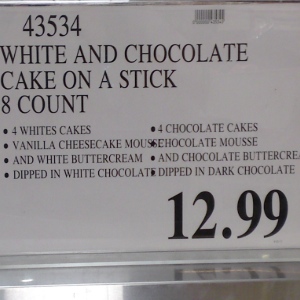 43534
WHITE AND CHOCOLATE
CAKE ON A STICK
8 COUNT
• 4 WHITES CAKES
• VANILLA CHEESECAKE MOUSSE
• AND WHITE BUTTERCREAM
• DIPPED IN WHITE CHOCOLATE
• 4 CHOCOLATE CAKES
• CHOCOLATE MOUSSE
• AND CHOCOLATE BUTTERCREA
• DIPPED IN DARK CHOCOLATE
12.99